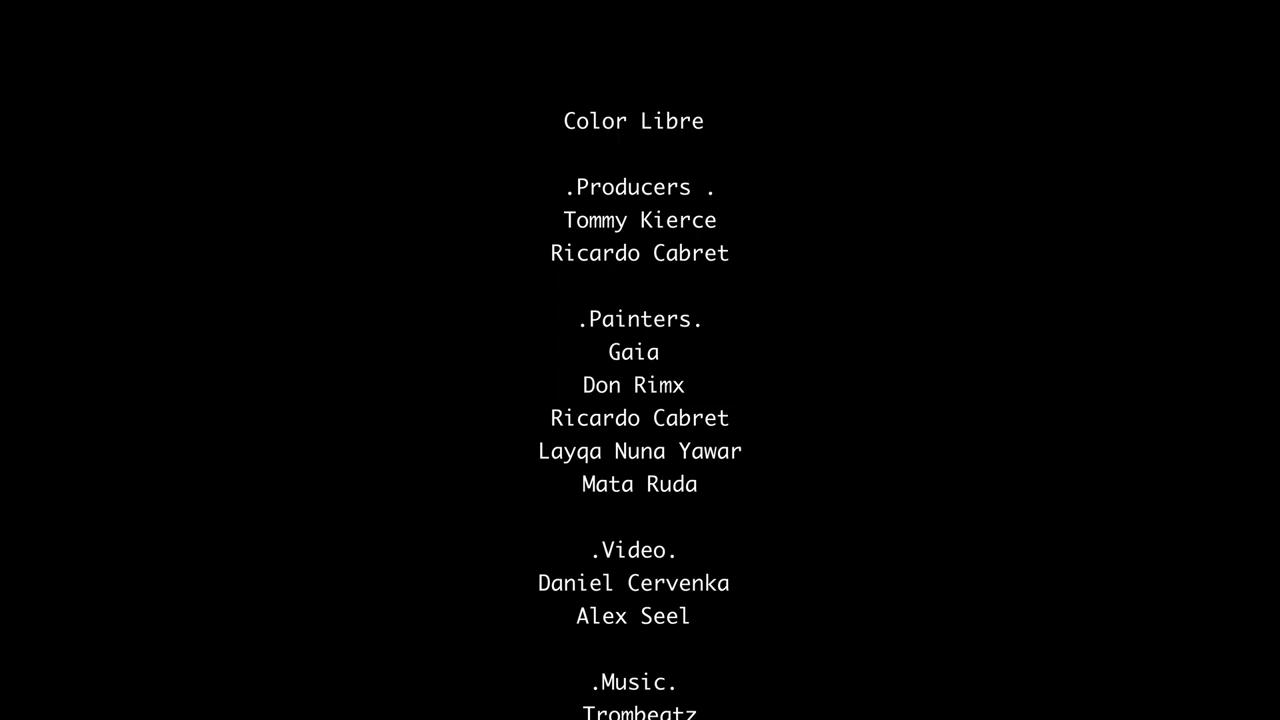 Color Libre
.Producers .
Tommy Kierce
Ricardo Cabret
.Painters.
Gaia
Don Rimx
Ricardo Cabret
Layqa Nuna Yawar
Mata Ruda
.Video.
Daniel Cervenka
Alex Seel
.Music.
Trombeatz